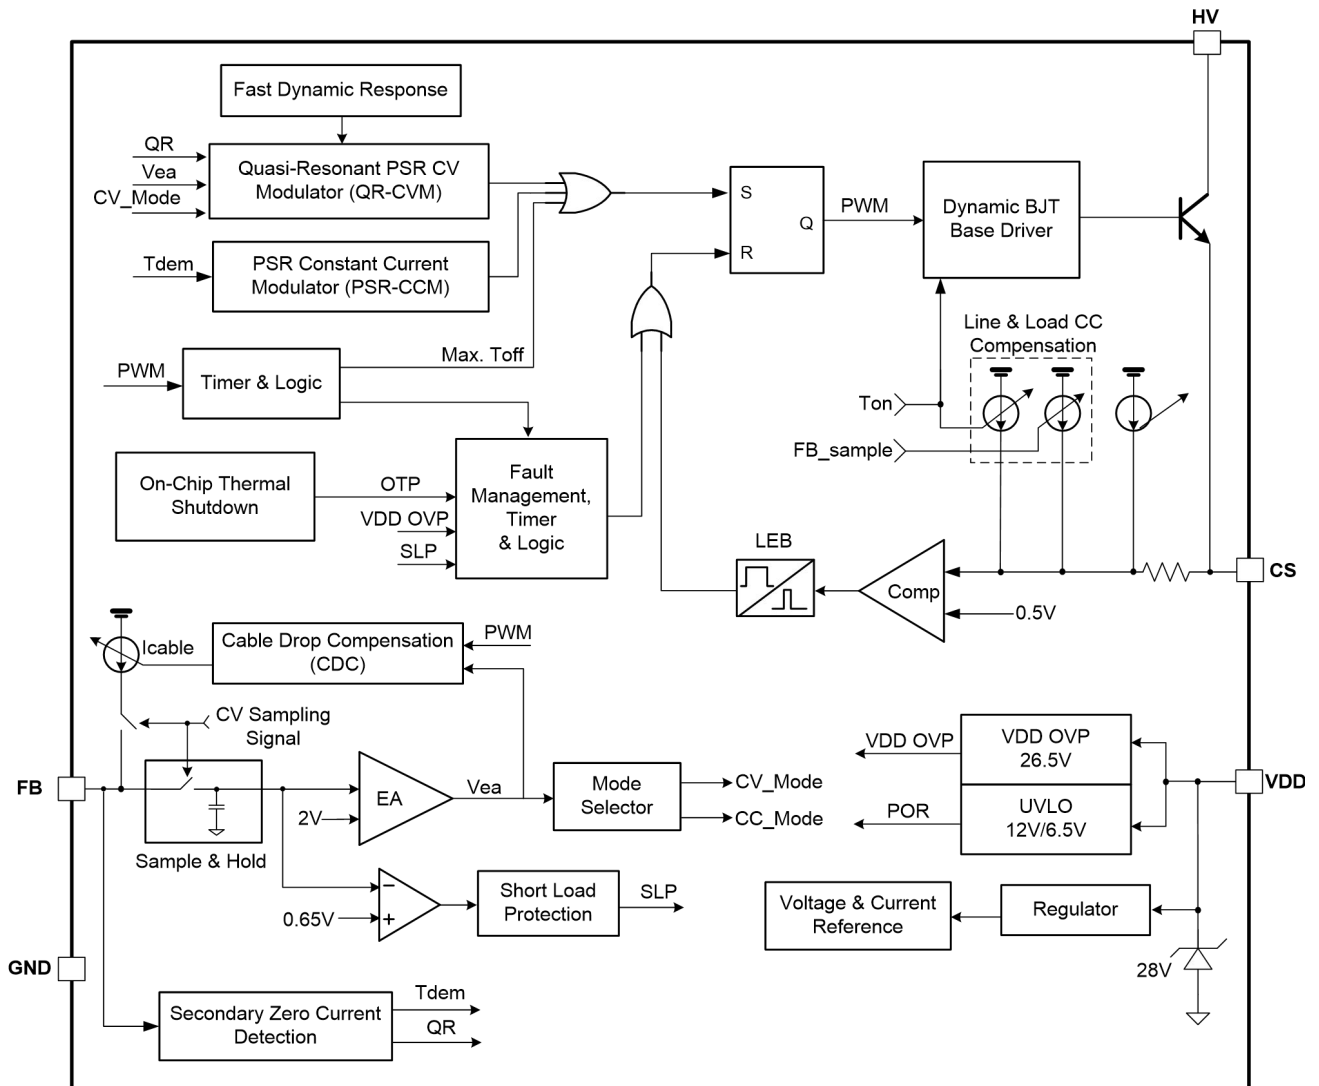 HV
Fast Dynamic Response
QR
Vea
CV_Mode
Quasi-Resonant PSR CV
Modulator (QR-CVM)
Tdem
PSR Constant Current
Modulator (PSR-CCM)
S
R
Q
PWM
Dynamic BJT
Base Driver
Line & Load CC
Compensation
PWM
Timer & Logic
Max. Toff
Ton
FB_sample
On-Chip Thermal
Shutdown
OTP
VDD OVP
SLP
Fault
Management,
Timer
& Logic
LEB
Comp
0.5V
CS
Icable
Cable Drop Compensation
(CDC)
PWM
CV Sampling
Signal
FB
Sample & Hold
2V
EA
Vea
Mode
Selector
CV_Mode
CC_Mode
VDD OVP
POR
VDD OVP
26.5V
UVLO
12V/6.5V
VDD
0.65V
−
+
Short Load
Protection
SLP
Voltage & Current
Reference
Regulator
28V
GND
Secondary Zero Current
Detection
Tdem
QR